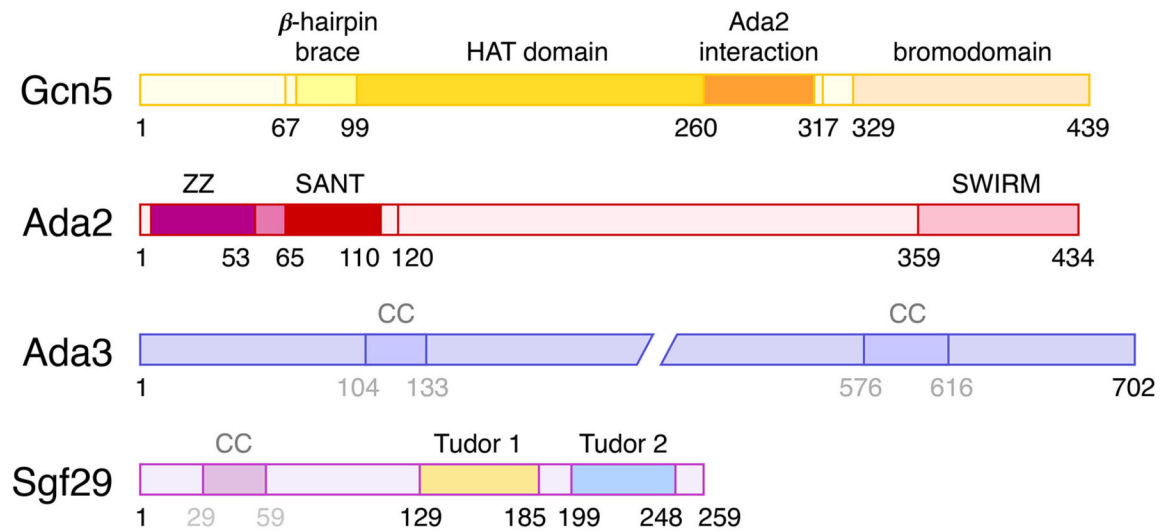 β-hairpin
brace
HAT domain
Ada2
interaction
bromodomain
Gcn5
1 67 99 260 317 329 439
ZZ SANT SWIRM
Ada2
1 53 65 110 120 359 434
CC CC
Ada3
1 104 133 576 616 702
CC Tudor 1 Tudor 2
Sgf29
1 29 59 129 185 199 248 259